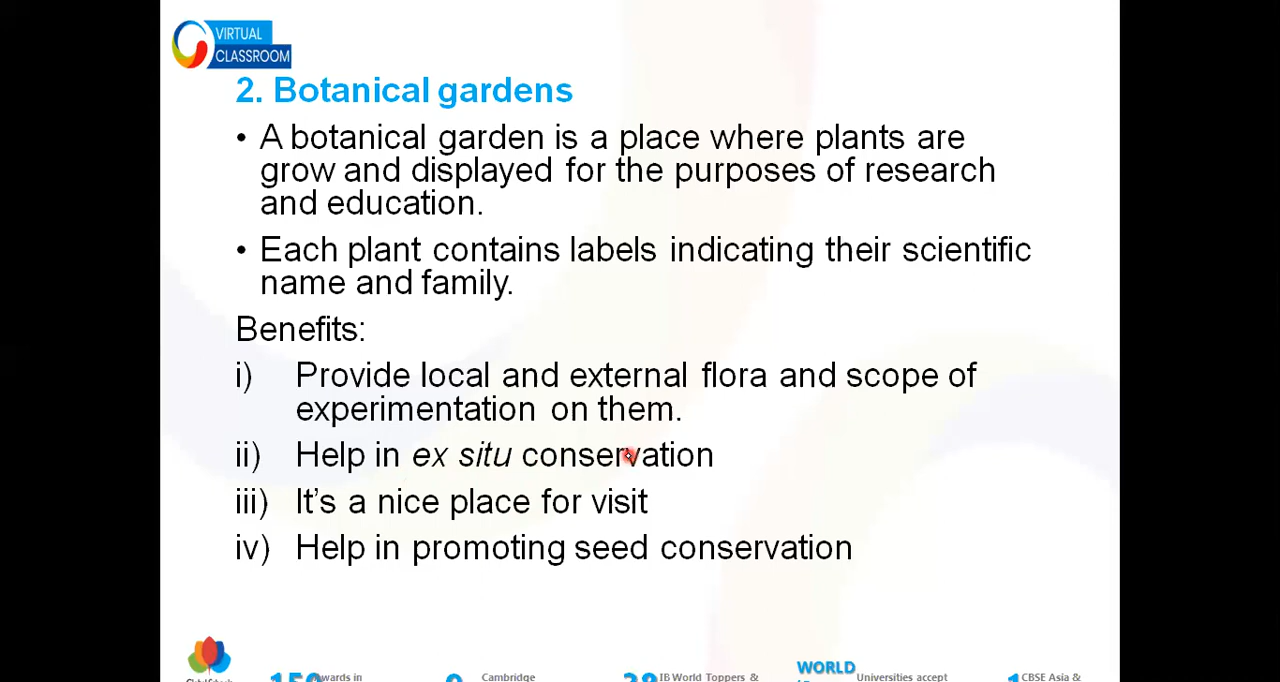 VIRTUAL
CLASSROOM
2. Botanical gardens
• A botanical garden is a place where plants are
grow and displayed for the purposes of research
and education.
• Each plant contains labels indicating their scientific
name and family.
Benefits:
i) Provide local and external flora and scope of
experimentation on them.
ii) Help in ex situ conservation
iii) It's a nice place for visit
iv) Help in promoting seed conservation
Awards in
Cambridge
IB World Toppers &
WORLD
Universities accept
CBSE Asia &